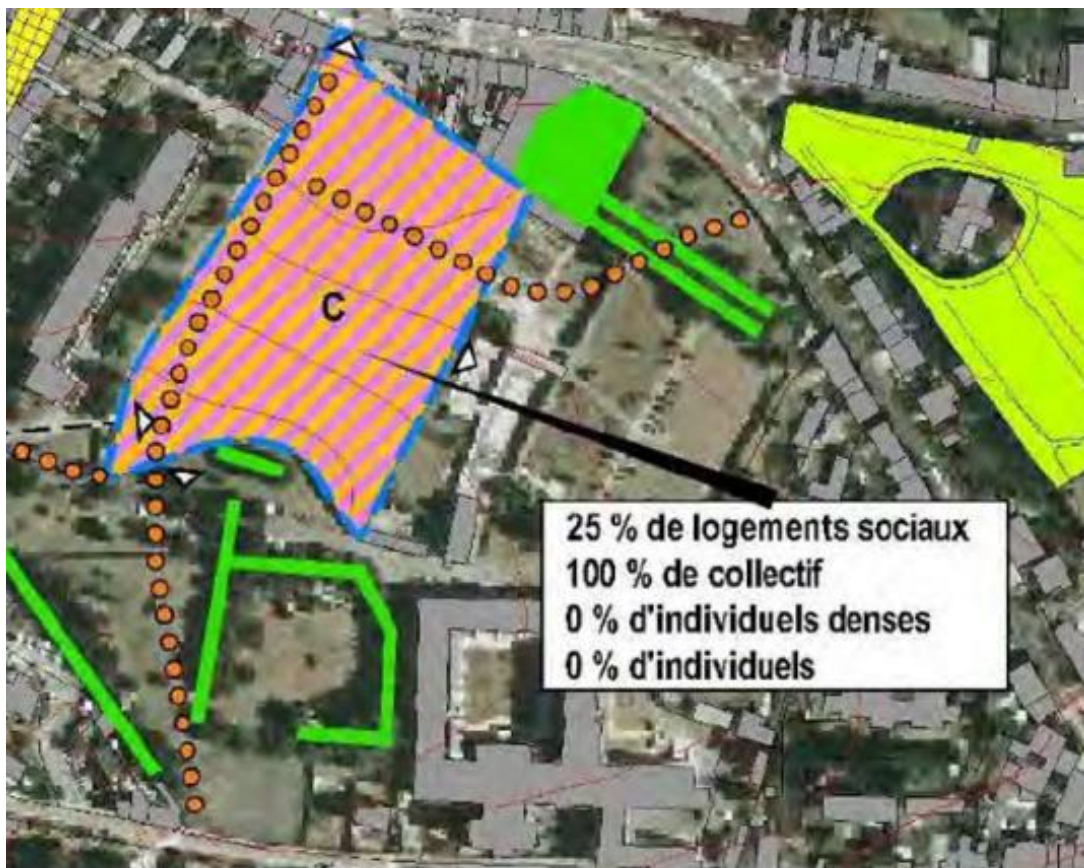 C
25 % de logements sociaux
100 % de collectif
0 % d'individuels denses
0 % d'individuels